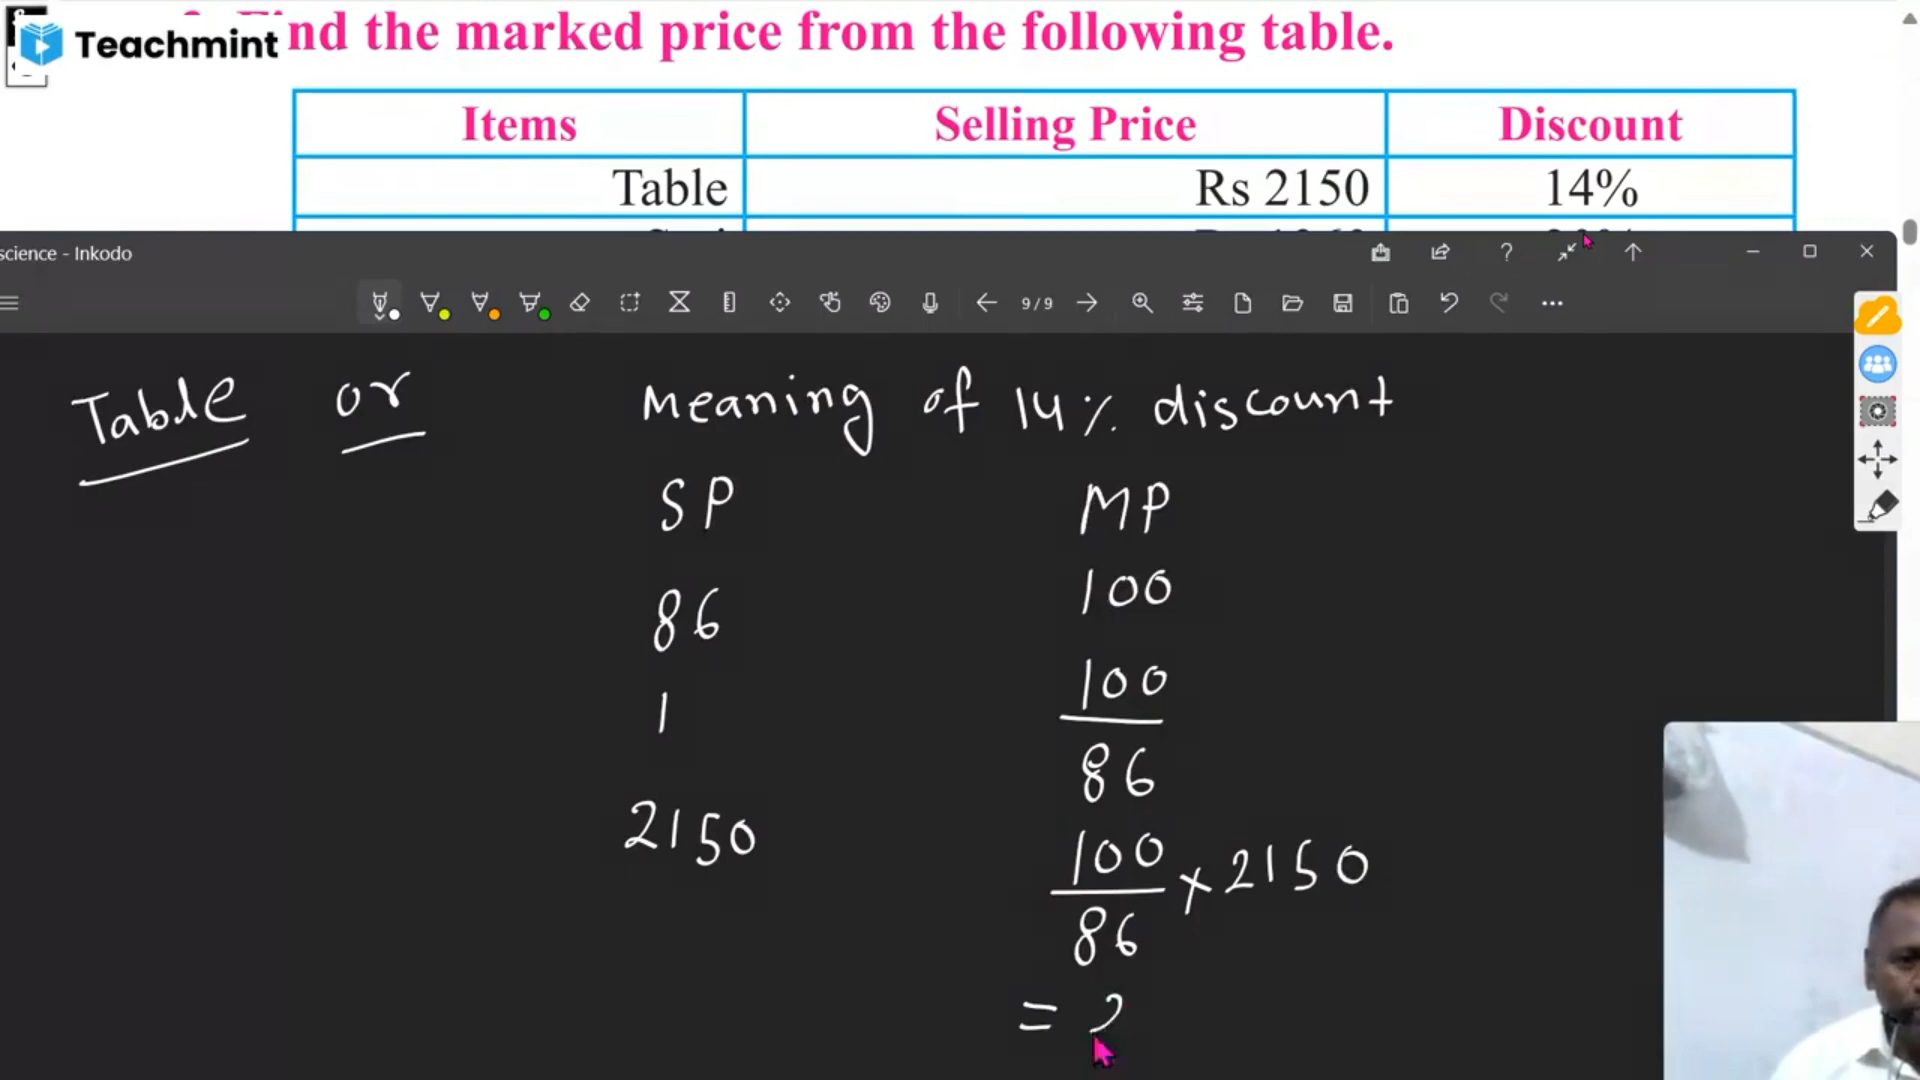 Teachmint
nd the marked price from the following table.
Items Selling Price Discount
Table Rs 2150 14%
science - Inkodo
9/9
Table or Meaning of 14% discount
SP MP
86 100
1 100
86
2150 100 × 2150
86
= 2